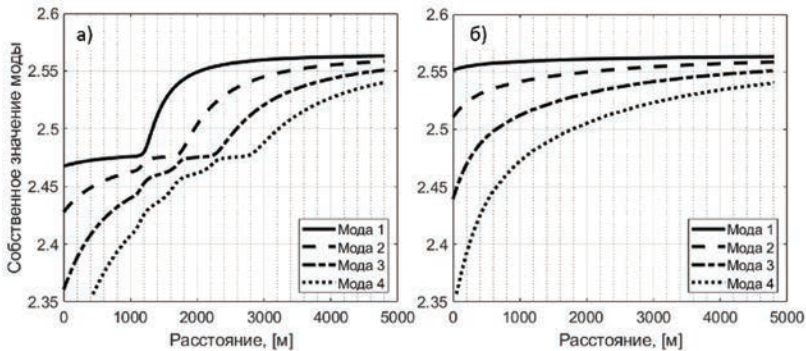 а)
Собственное значение моды
2.6
2.55
2.5
2.45
2.4
2.35
0 1000 2000 3000 4000 5000
Расстояние, [м]
Мода 1
Мода 2
Мода 3
Мода 4
б)
2.6
2.55
2.5
2.45
2.4
2.35
0 1000 2000 3000 4000 5000
Расстояние, [м]
Мода 1
Мода 2
Мода 3
Мода 4